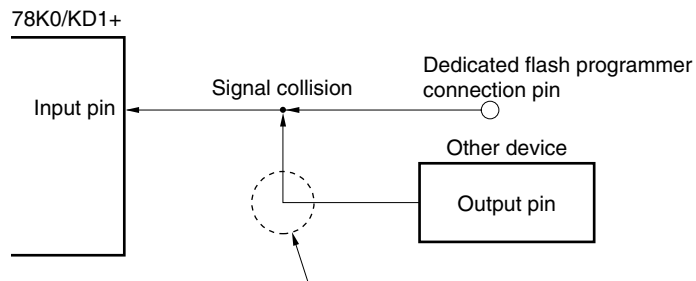 78K0/KD1+
Input pin
Signal collision
Dedicated flash programmer
connection pin
Other device
Output pin